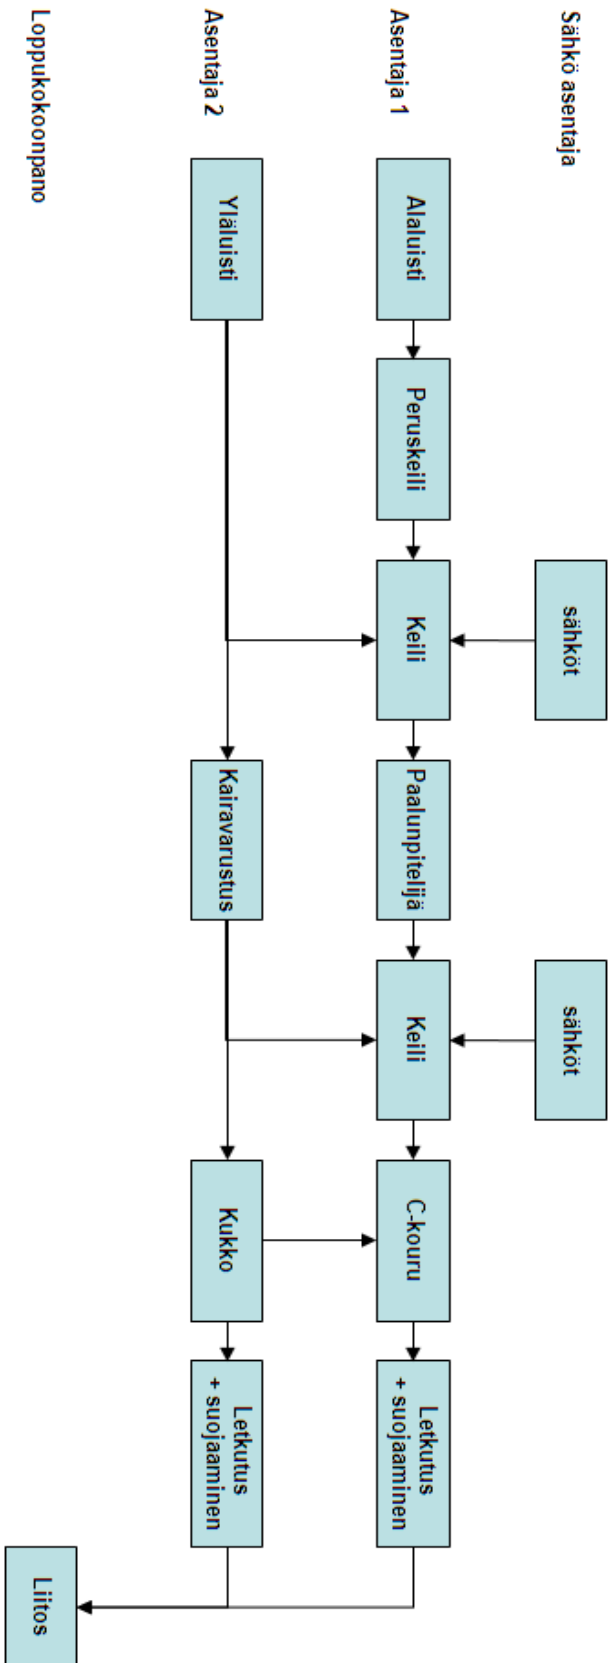 Sähkö asentaja
sähköt
sähköt
Asentaja 1
Alaluisti
Peruskeili
Keili
Paalunpitelijä
Keili
C-kouru
Letkutus
+ suojaaminen
Asentaja 2
Yläluisti
Kairavarustus
Kukko
Letkutus
+ suojaaminen
Loppukokoonpano
Liitos